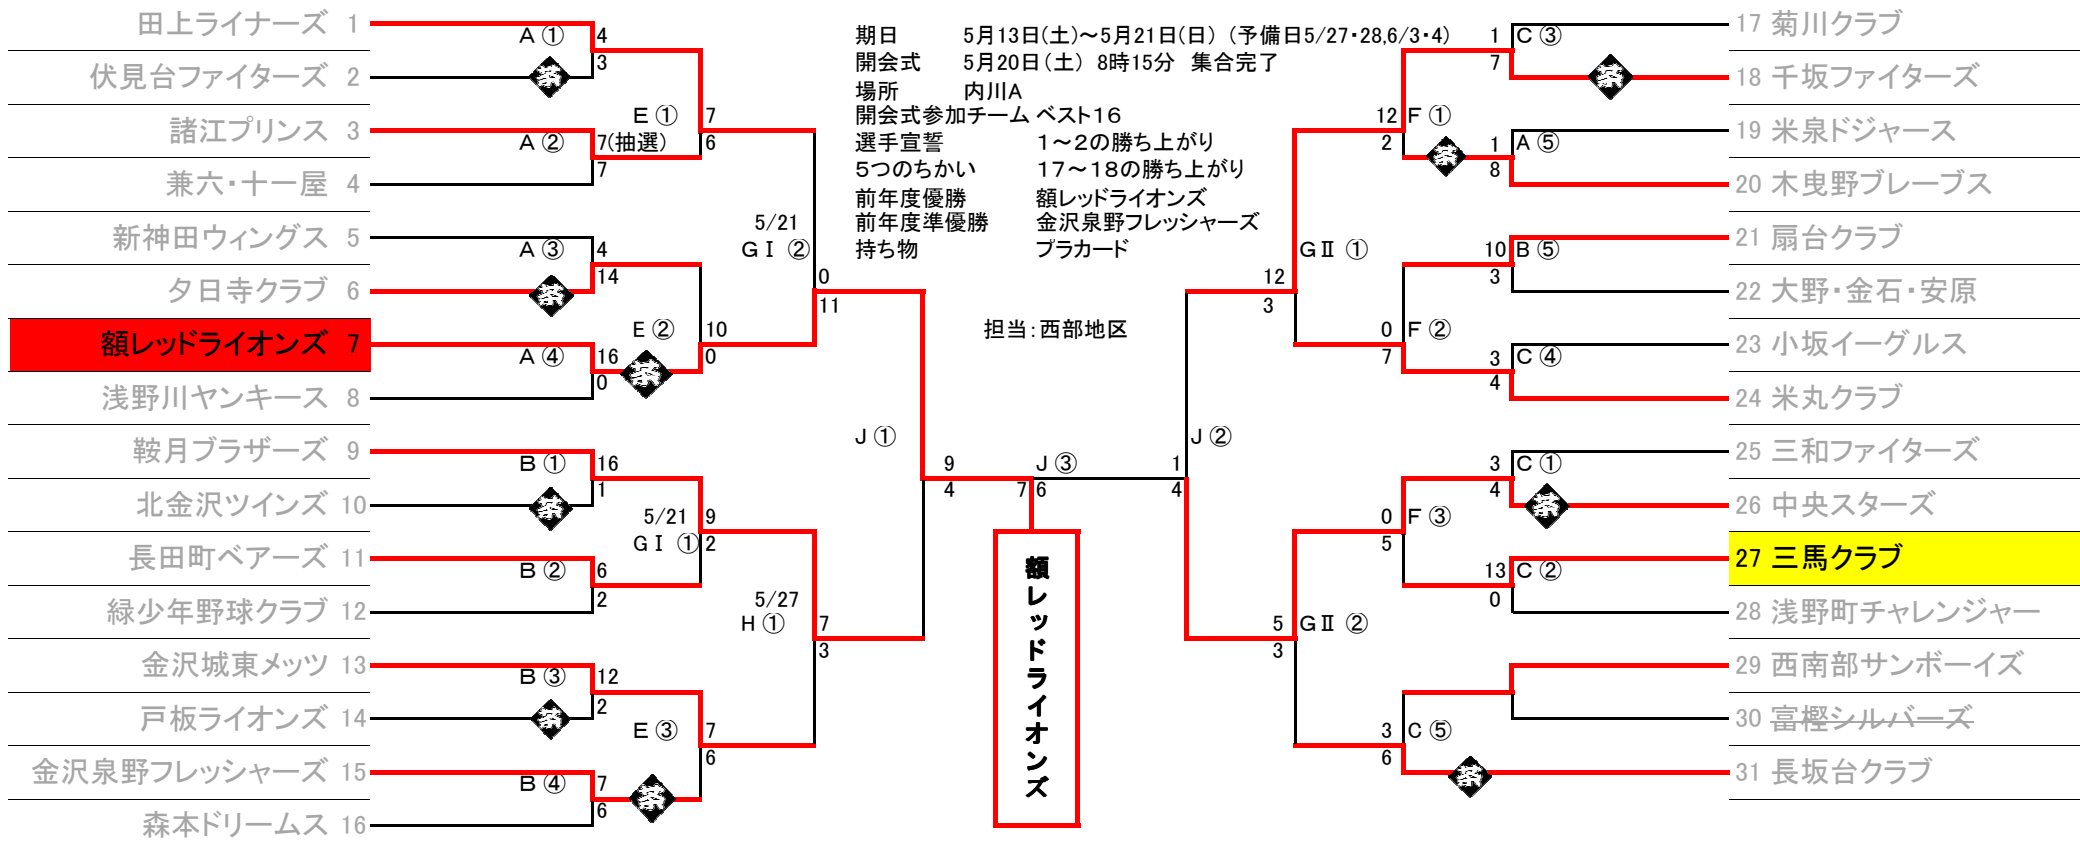 期日 5月13日(土)～5月21日(日) (予備日5/27・28,6/3・4)
開会式 5月20日(土) 8時15分 集合完了
場所 内川A
開会式参加チーム ベスト16
選手宣誓 1～2の勝ち上がり
5つのちかい 17～18の勝ち上がり
前年度優勝 額レッドライオンズ
前年度準優勝 金沢泉野フレッシャーズ
持ち物 プラカード
担当:西部地区
田上ライナーズ 1
A ① 4
3
伏見台ファイターズ 2
E ① 7
6
諸江プリンス 3
A ② 7(抽選)
7
兼六・十一屋 4
5/21
GⅠ ②
0
11
新神田ウィングス 5
A ③ 4
14
夕日寺クラブ 6
E ② 10
0
額レッドライオンズ 7
A ④ 16
0
浅野川ヤンキース 8
J ①
9
4
鞍月ブラザーズ 9
B ① 16
1
北金沢ツインズ 10
5/21 9
GⅠ ① 2
長田町ベアーズ 11
B ② 6
2
緑少年野球クラブ 12
5/27
H ① 7
3
金沢城東メッツ 13
B ③ 12
2
戸板ライオンズ 14
E ③ 7
6
金沢泉野フレッシャーズ 15
B ④ 7
6
森本ドリームス 16
J ③
7 6
額レッドライオンズ
17 菊川クラブ
1 C ③
7
18 千坂ファイターズ
12 F ①
2
19 米泉ドジャース
1 A ⑤
8
20 木曳野ブレーブス
GⅡ ①
12
3
21 扇台クラブ
10 B ⑤
3
22 大野・金石・安原
0 F ②
7
23 小坂イーグルス
3 C ④
4
24 米丸クラブ
J ②
1
4
25 三和ファイターズ
3 C ①
4
26 中央スターズ
0 F ③
5
27 三馬クラブ
13 C ②
0
28 浅野町チャレンジャー
5 GⅡ ②
3
29 西南部サンボーイズ
30 富樫シルバーズ
3 C ⑤
6
31 長坂台クラブ